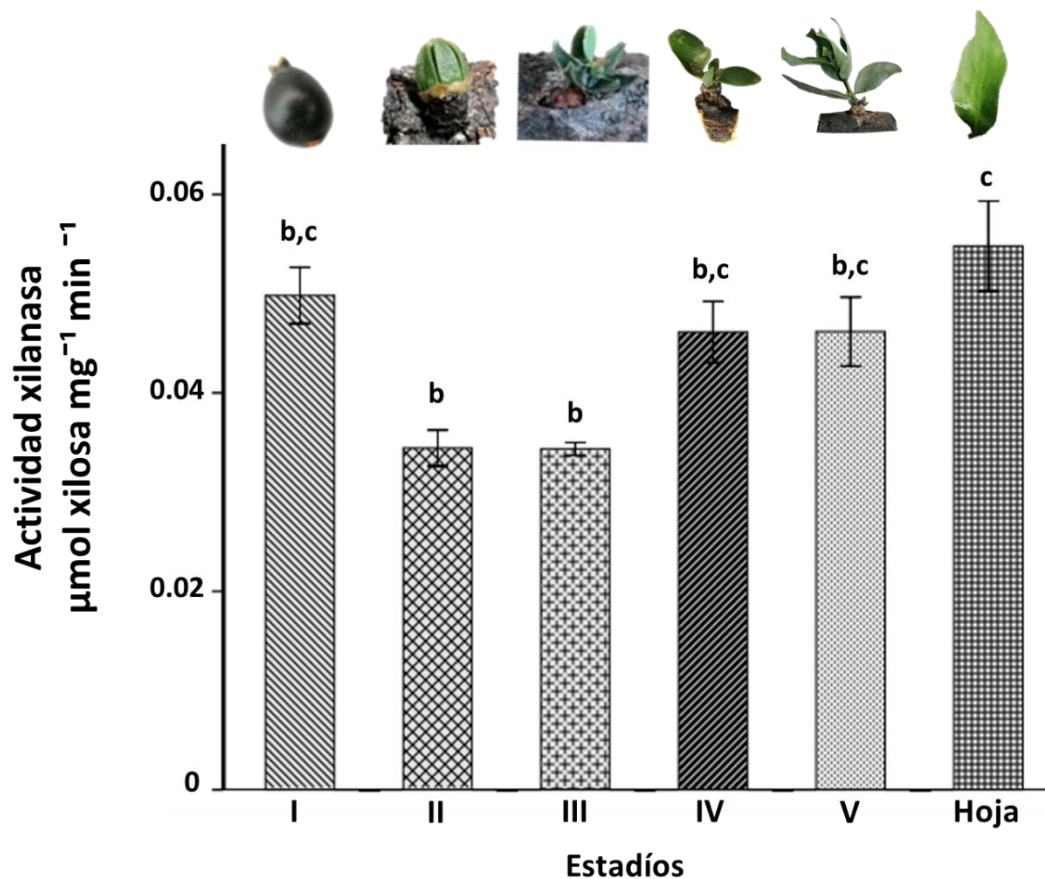 Actividad xilanasa
µmol xilosa mg⁻¹ min ⁻¹
0.06
0.04
0.02
0
b,c
b
b
b,c
b,c
c
I
II
III
IV
V
Hoja
Estadíos